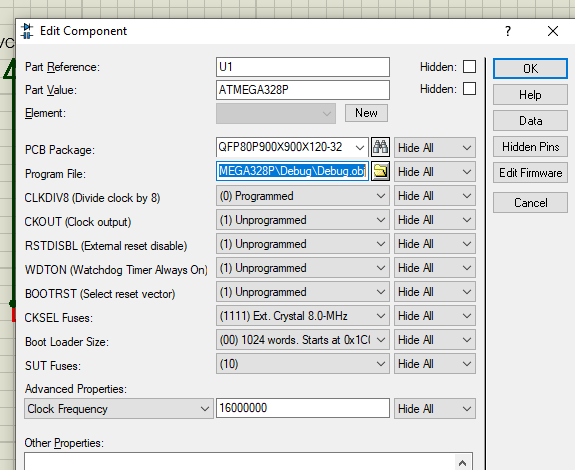 Edit Component
Part Reference: U1 Hidden:
Part Value: ATMEGA328P Hidden:
Element: New
PCB Package: QFP80P900X900X120-32 Hide All
Program File: MEGA328P\Debug\Debug.obj Hide All
CLKDIV8 (Divide clock by 8) (0) Programmed Hide All
CKOUT (Clock output) (1) Unprogrammed Hide All
RSTDISBL (External reset disable) (1) Unprogrammed Hide All
WDTON (Watchdog Timer Always On) (1) Unprogrammed Hide All
BOOTRST (Select reset vector) (1) Unprogrammed Hide All
CKSEL Fuses: (1111) Ext. Crystal 8.0-MHz Hide All
Boot Loader Size: (00) 1024 words. Starts at 0x1C Hide All
SUT Fuses: (10) Hide All
Advanced Properties:
Clock Frequency 16000000 Hide All
Other Properties:
OK
Help
Data
Hidden Pins
Edit Firmware
Cancel